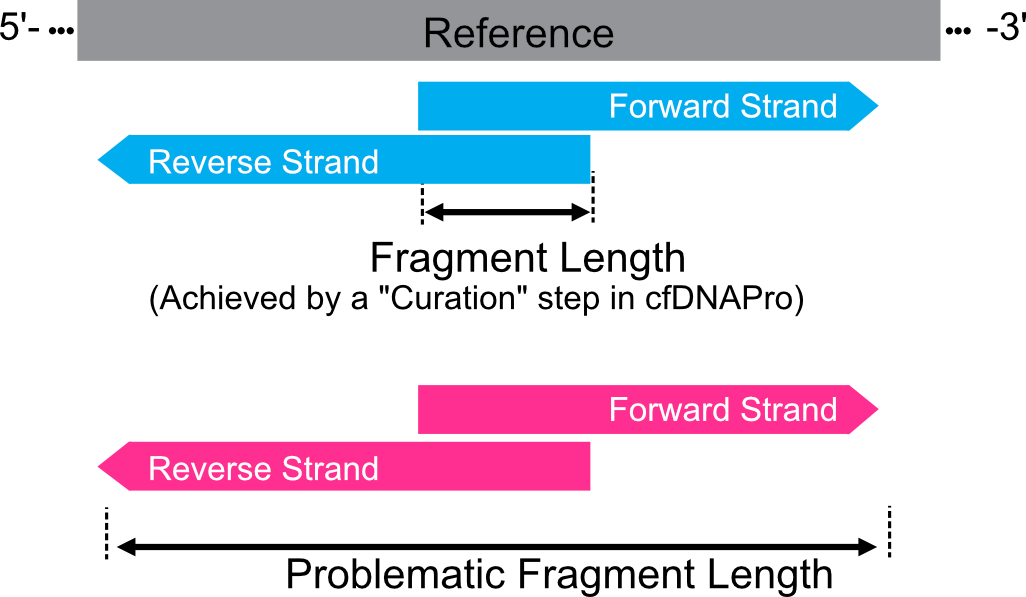 5'- ••• Reference ••• -3'
Forward Strand
Reverse Strand
Fragment Length
(Achieved by a "Curation" step in cfDNAPro)
Forward Strand
Reverse Strand
Problematic Fragment Length